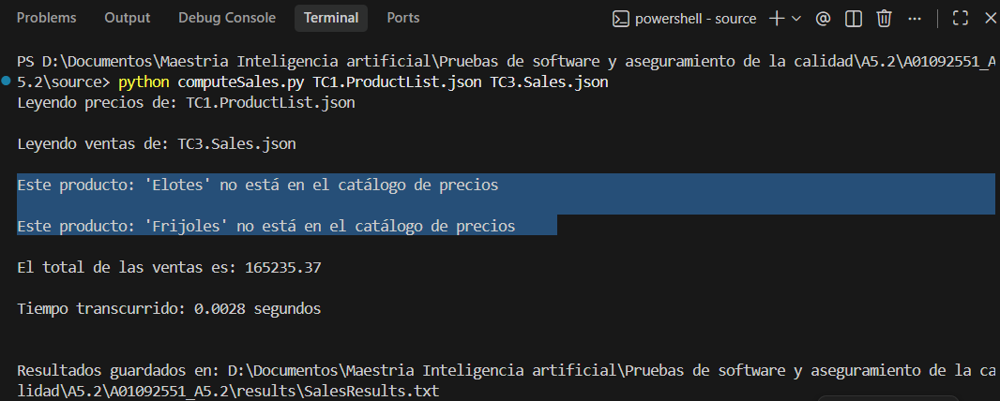 Problems Output Debug Console Terminal Ports powershell - source
PS D:\Documentos\Maestria Inteligencia artificial\Pruebas de software y aseguramiento de la calidad\A5.2\A01092551_A
5.2\source> python computeSales.py TC1.ProductList.json TC3.Sales.json
Leyendo precios de: TC1.ProductList.json
Leyendo ventas de: TC3.Sales.json
Este producto: 'Elotes' no está en el catálogo de precios
Este producto: 'Frijoles' no está en el catálogo de precios
El total de las ventas es: 165235.37
Tiempo transcurrido: 0.0028 segundos
Resultados guardados en: D:\Documentos\Maestria Inteligencia artificial\Pruebas de software y aseguramiento de la ca
lidad\A5.2\A01092551_A5.2\results\SalesResults.txt